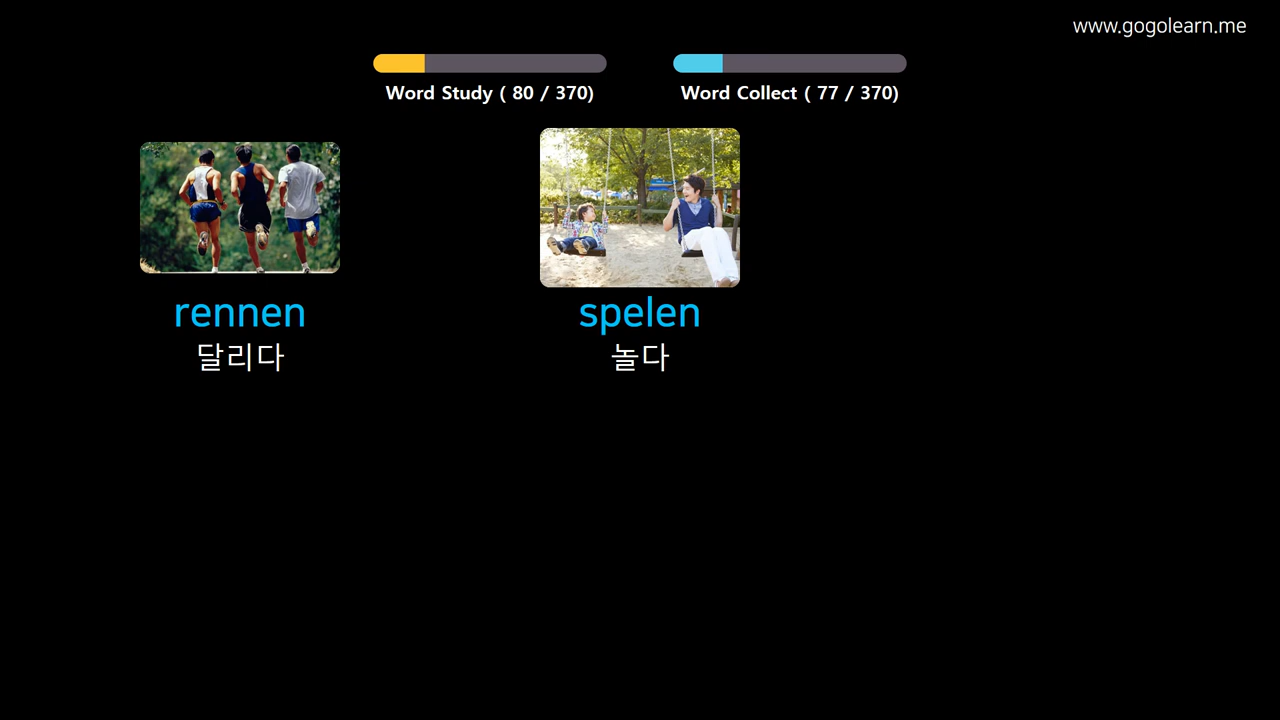 www.gogolearn.me
Word Study ( 80 / 370)
Word Collect ( 77 / 370)
rennen
달리다
spelen
놀다